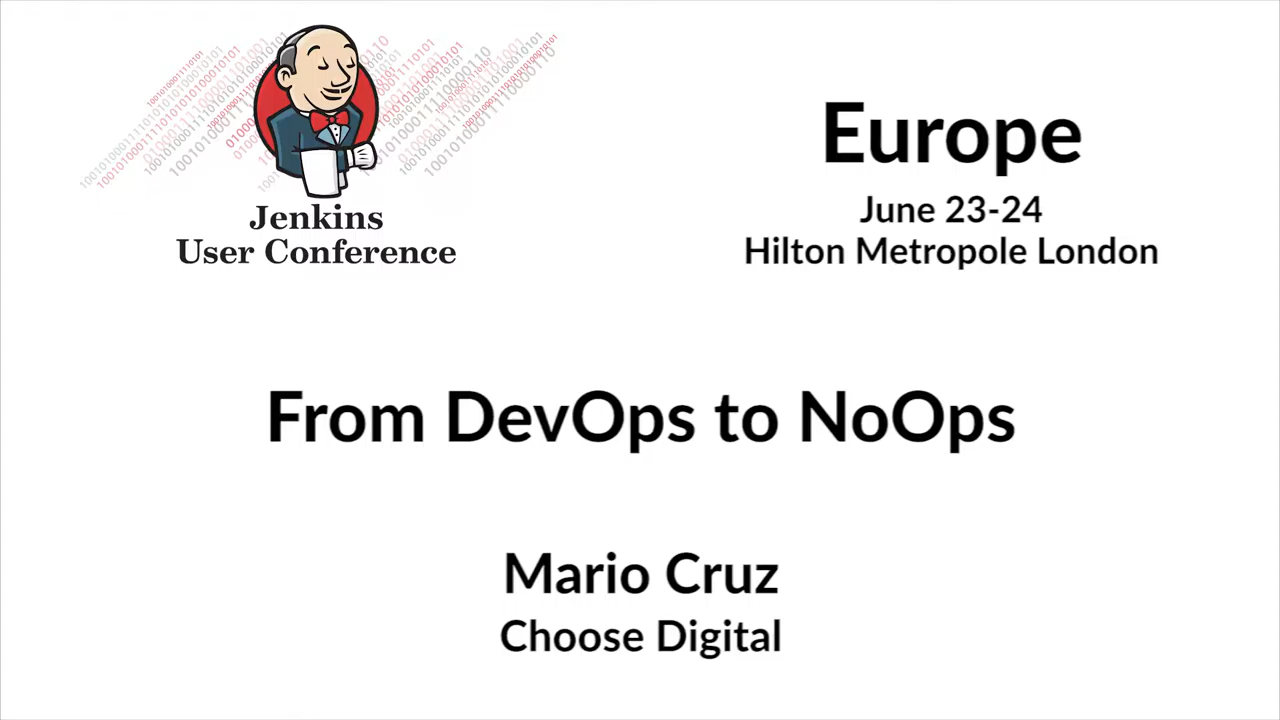 Jenkins
User Conference
Europe
June 23-24
Hilton Metropole London
From DevOps to NoOps
Mario Cruz
Choose Digital